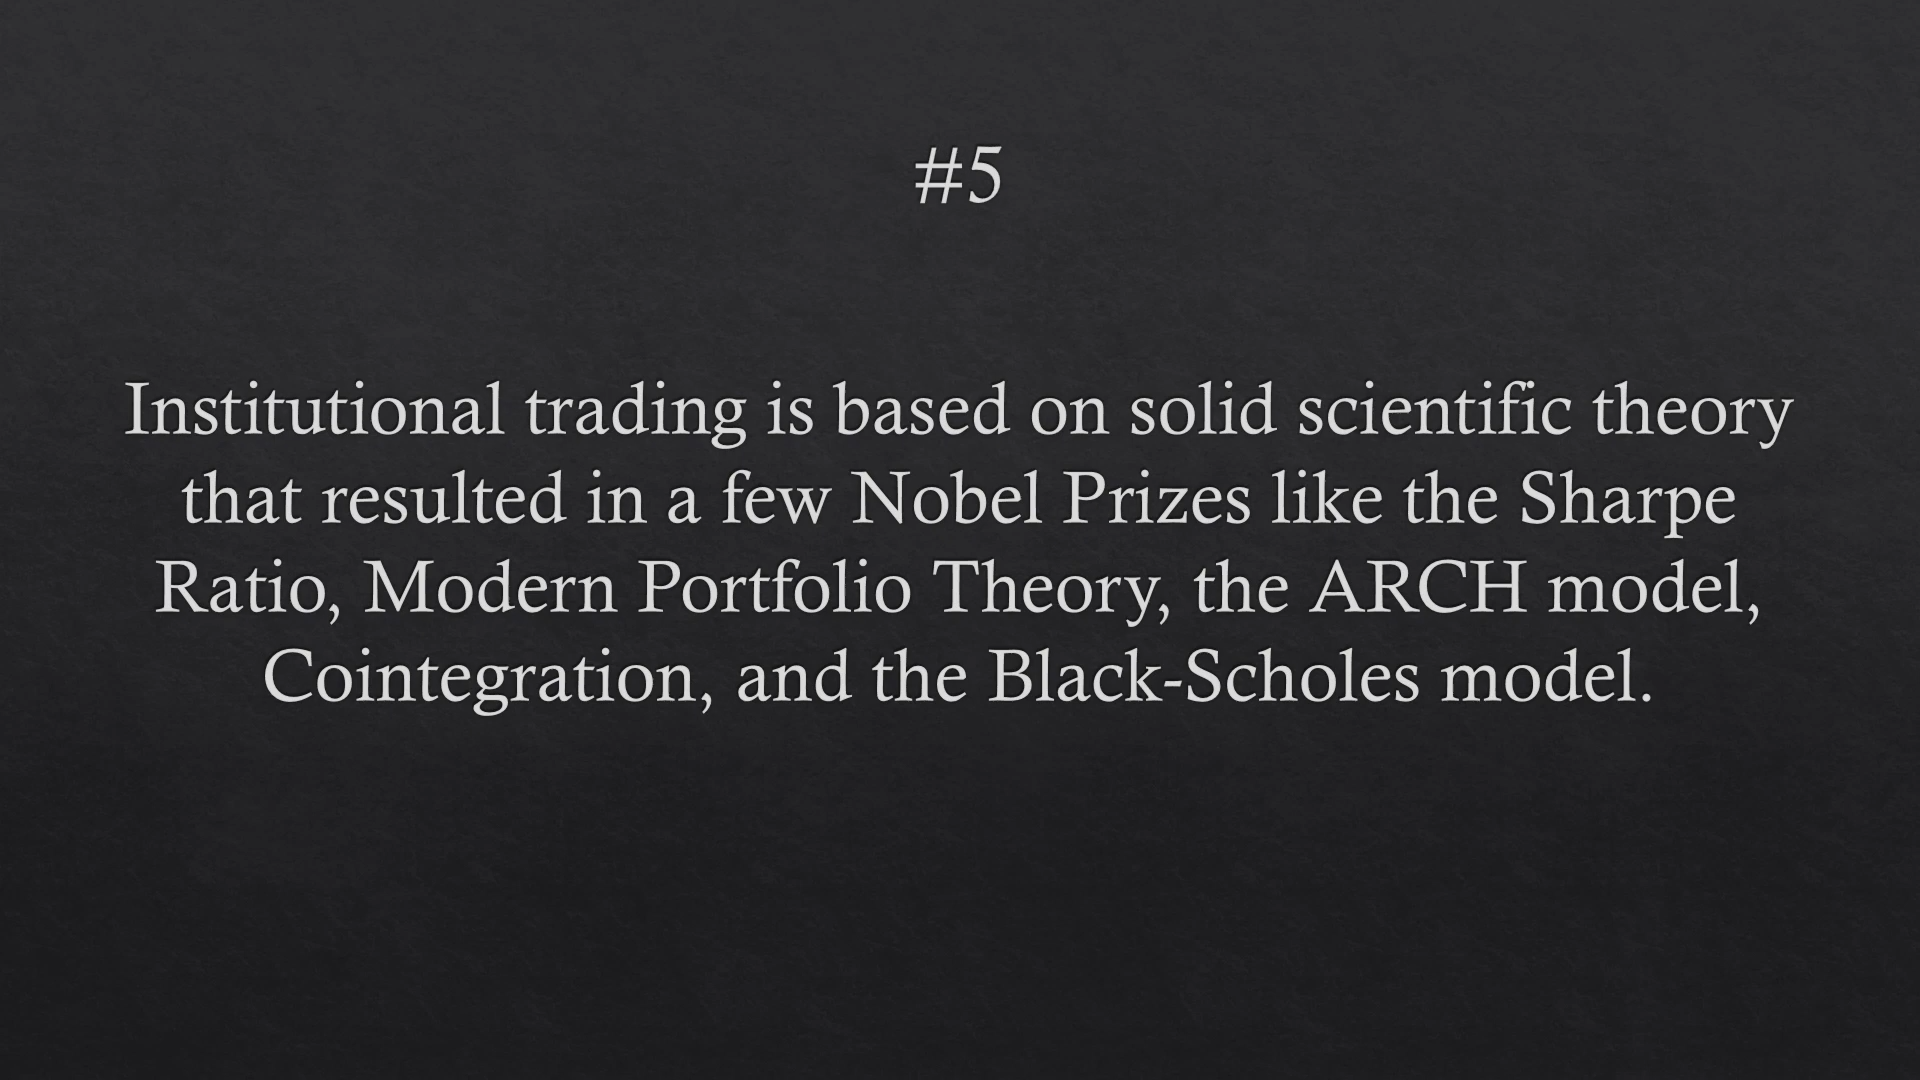 #5
Institutional trading is based on solid scientific theory
that resulted in a few Nobel Prizes like the Sharpe
Ratio, Modern Portfolio Theory, the ARCH model,
Cointegration, and the Black-Scholes model.